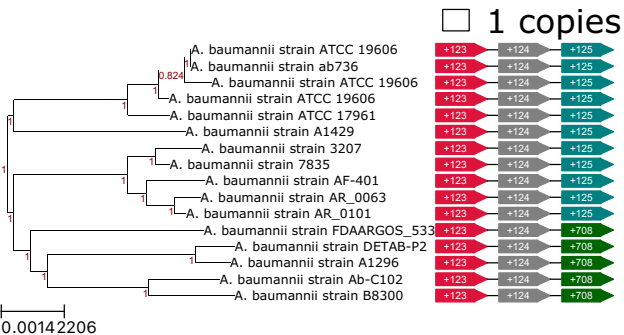 1 copies
A. baumannii strain ATCC 19606 +123 +124 +125
A. baumannii strain ab736 +123 +124 +125
0.824 A. baumannii strain ATCC 19606 +123 +124 +125
1 A. baumannii strain ATCC 19606 +123 +124 +125
1 A. baumannii strain ATCC 17961 +123 +124 +125
1 A. baumannii strain A1429 +123 +124 +125
A. baumannii strain 3207 +123 +124 +125
1 1 A. baumannii strain 7835 +123 +124 +125
1 A. baumannii strain AF-401 +123 +124 +125
1 A. baumannii strain AR_0063 +123 +124 +125
1 1 A. baumannii strain AR_0101 +123 +124 +125
A. baumannii strain FDAARGOS_533 +123 +124 +708
1 A. baumannii strain DETAB-P2 +123 +124 +708
1 A. baumannii strain A1296 +123 +124 +708
1 A. baumannii strain Ab-C102 +123 +124 +708
1 A. baumannii strain B8300 +123 +124 +708
0.00142206